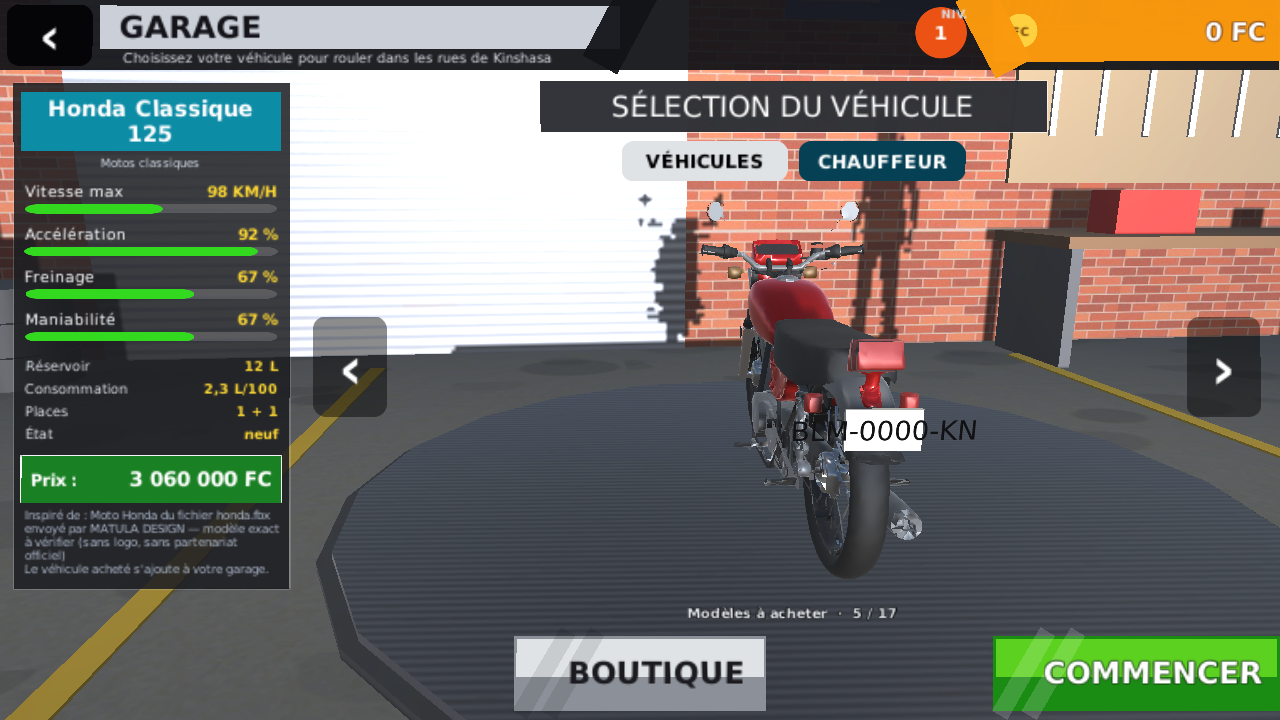 GARAGE
Choisissez votre véhicule pour rouler dans les rues de Kinshasa
NIV
1
FC
0 FC
Honda Classique
125
Motos classiques
Vitesse max 98 KM/H
Accélération 92 %
Freinage 67 %
Maniabilité 67 %
Réservoir 12 L
Consommation 2,3 L/100
Places 1 + 1
État neuf
Prix : 3 060 000 FC
Inspiré de : Moto Honda du fichier honda.fbx
envoyé par MATULA DESIGN — modèle exact
à vérifier (sans logo, sans partenariat
officiel)
Le véhicule acheté s'ajoute à votre garage.
SÉLECTION DU VÉHICULE
VÉHICULES
CHAUFFEUR
BLM-0000-KN
Modèles à acheter · 5 / 17
BOUTIQUE
COMMENCER